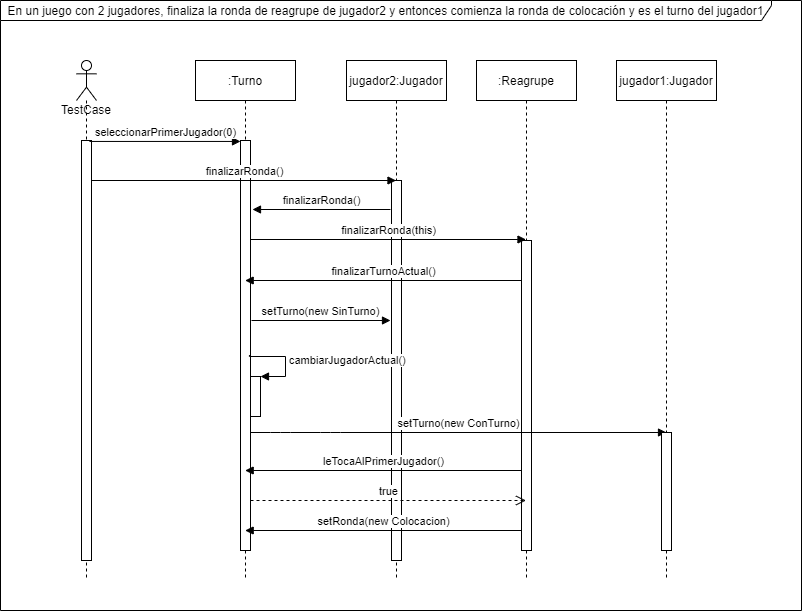 En un juego con 2 jugadores, finaliza la ronda de reagrupe de jugador2 y entonces comienza la ronda de colocación y es el turno del jugador1
:Turno
jugador2:Jugador
:Reagrupe
jugador1:Jugador
TestCase
seleccionarPrimerJugador(0)
finalizarRonda()
finalizarRonda()
finalizarRonda(this)
finalizarTurnoActual()
setTurno(new SinTurno)
cambiarJugadorActual()
setTurno(new ConTurno)
leTocaAlPrimerJugador()
true
setRonda(new Colocacion)